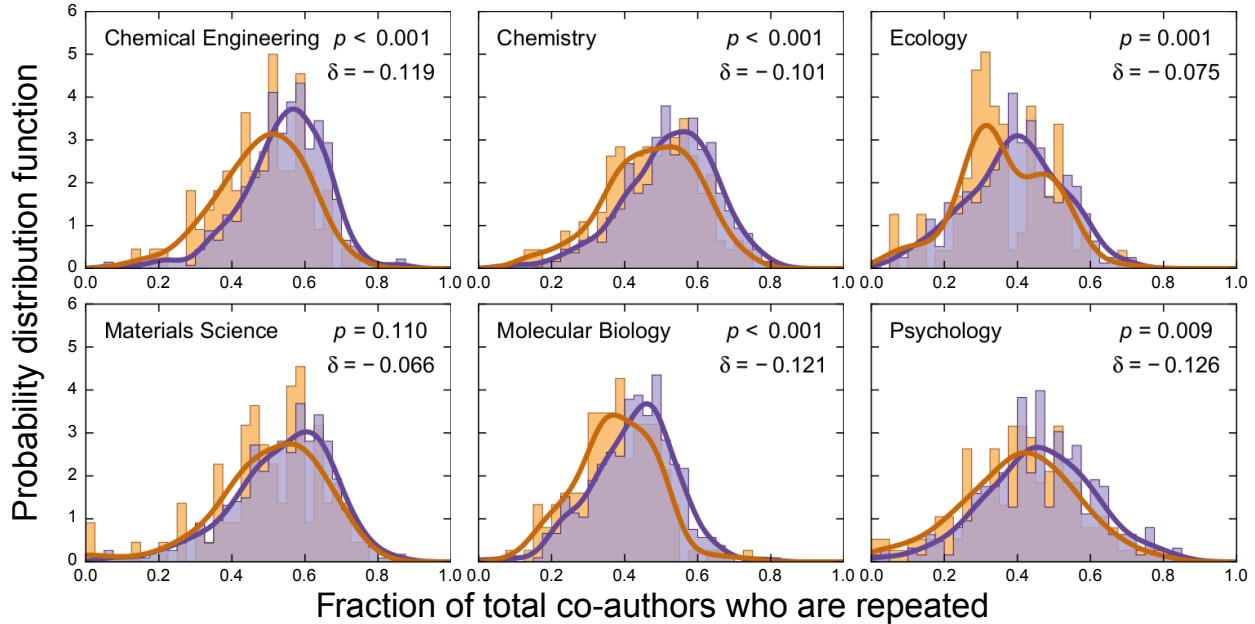 Probability distribution function
6
5
4
3
2
1
0
Chemical Engineering p < 0.001
δ = −0.119
0.0 0.2 0.4 0.6 0.8 1.0
Chemistry p < 0.001
δ = −0.101
0.0 0.2 0.4 0.6 0.8 1.0
Ecology p = 0.001
δ = −0.075
0.0 0.2 0.4 0.6 0.8 1.0
6
5
4
3
2
1
0
Materials Science p = 0.110
δ = −0.066
0.0 0.2 0.4 0.6 0.8 1.0
Molecular Biology p < 0.001
δ = −0.121
0.0 0.2 0.4 0.6 0.8 1.0
Psychology p = 0.009
δ = −0.126
0.0 0.2 0.4 0.6 0.8 1.0
Fraction of total co-authors who are repeated